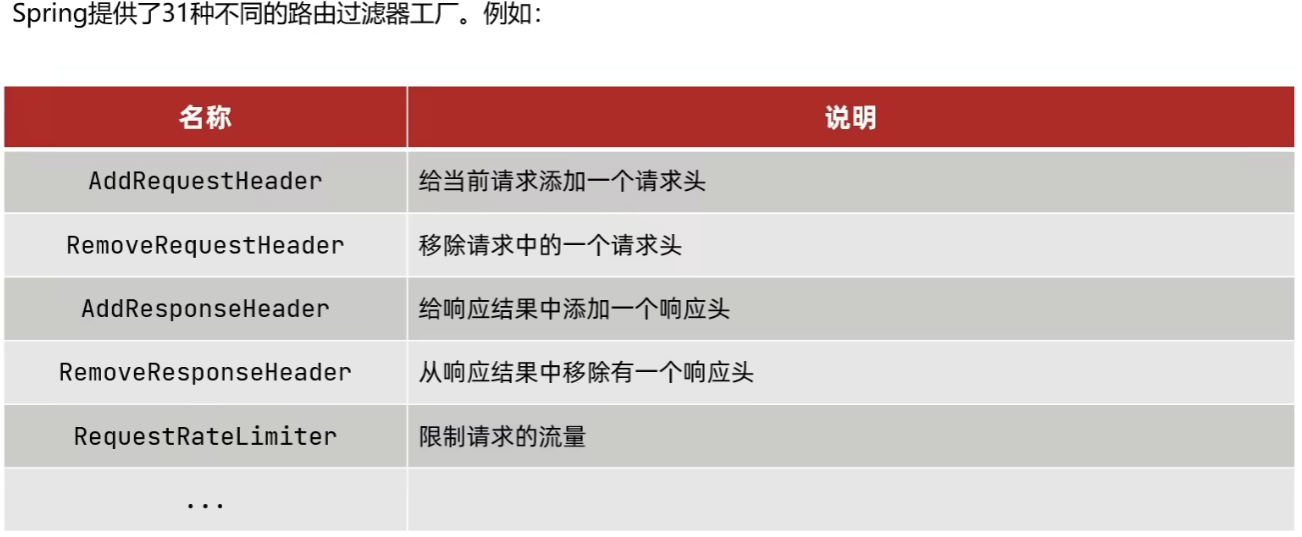 Spring提供了31种不同的路由过滤器工厂。例如：
名称 说明
AddRequestHeader 给当前请求添加一个请求头
RemoveRequestHeader 移除请求中的一个请求头
AddResponseHeader 给响应结果中添加一个响应头
RemoveResponseHeader 从响应结果中移除有一个响应头
RequestRateLimiter 限制请求的流量
...